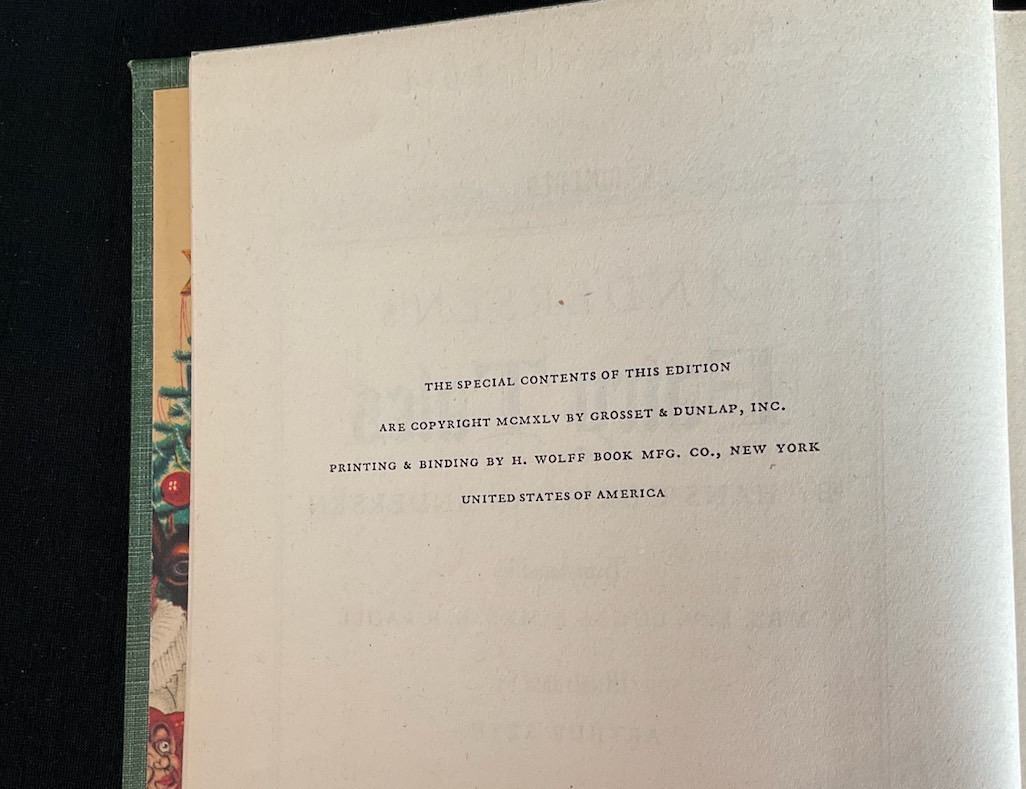 THE SPECIAL CONTENTS OF THIS EDITION
ARE COPYRIGHT MCMXLV BY GROSSET & DUNLAP, INC.
PRINTING & BINDING BY H. WOLFF BOOK MFG. CO., NEW YORK
UNITED STATES OF AMERICA